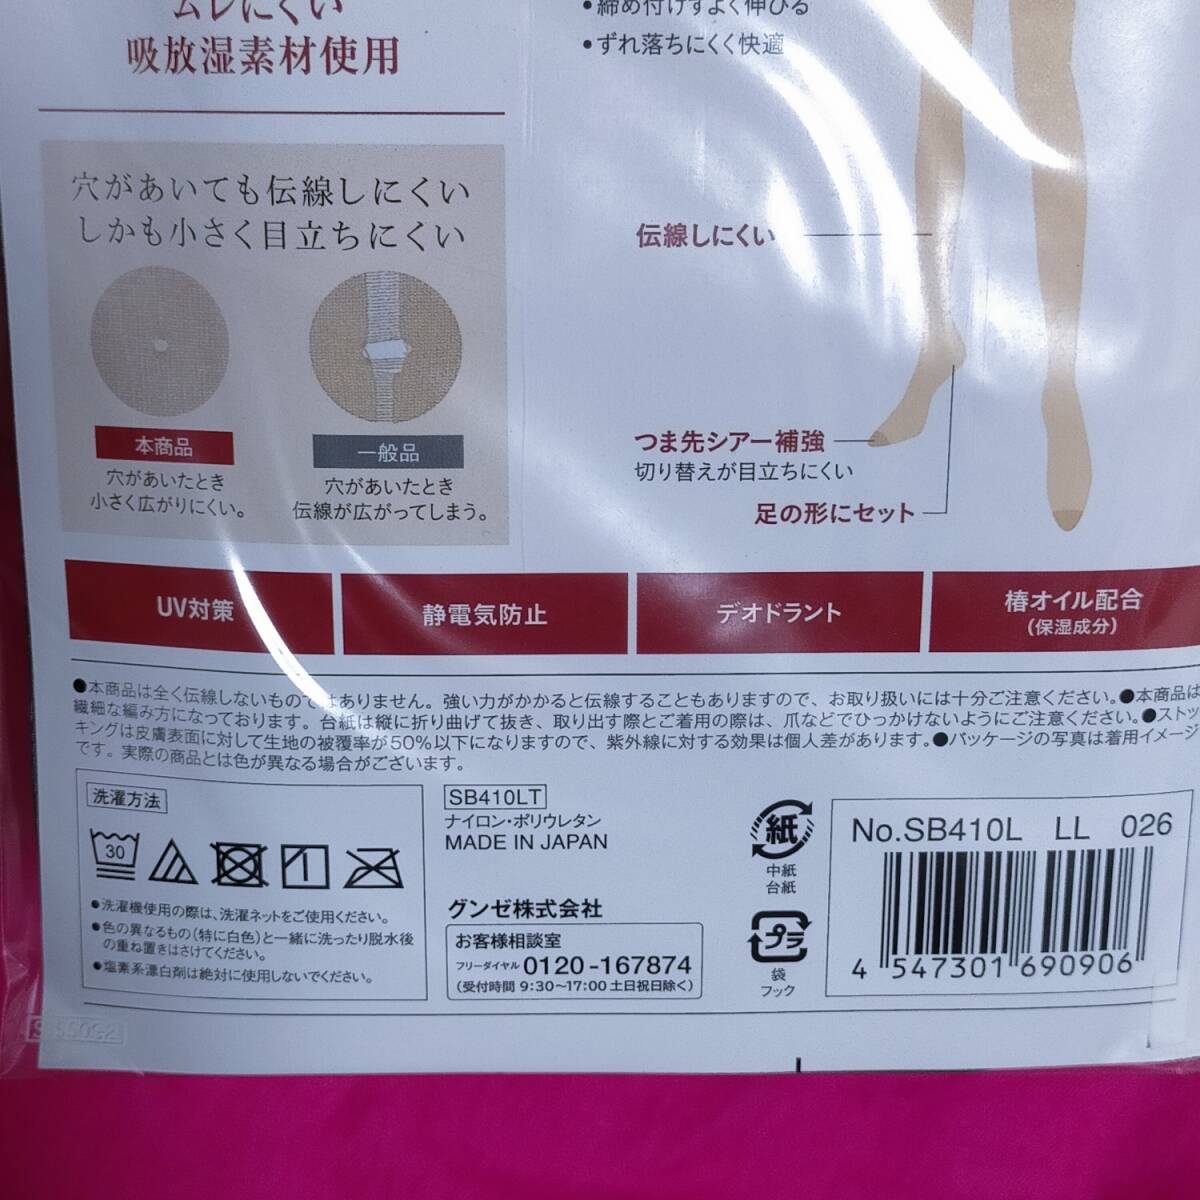 ムレにくい
吸放湿素材使用
•締め付けすよく伸びる
•ずれ落ちにくく快適
穴があいても伝線しにくい
しかも小さく目立ちにくい
本商品
穴があいたとき
小さく広がりにくい。
一般品
穴があいたとき
伝線が広がってしまう。
伝線しにくい
つま先シアー補強
切り替えが目立ちにくい
足の形にセット
UV対策
静電気防止
デオドラント
椿オイル配合
(保湿成分)
●本商品は全く伝線しないものではありません。強い力がかかると伝線することもありますので、お取り扱いには十分ご注意ください。●本商品は
繊細な編み方になっております。台紙は縦に折り曲げて抜き、取り出す際とご着用の際は、爪などでひっかけないようにご注意ください。●ストッ
キングは皮膚表面に対して生地の被覆率が50%以下になりますので、紫外線に対する効果は個人差があります。●パッケージの写真は着用イメージ
です。実際の商品とは色が異なる場合がございます。
洗濯方法
30
●洗濯機使用の際は、洗濯ネットをご使用ください。
●色の異なるもの(特に白色)と一緒に洗ったり脱水後
の重ね置きはさけてください。
●塩素系漂白剤は絶対に使用しないでください。
SB410LT
ナイロン・ポリウレタン
MADE IN JAPAN
グンゼ株式会社
お客様相談室
フリーダイヤル 0120-167874
(受付時間 9:30〜17:00 土日祝日除く)
紙
中紙
台紙
プラ
袋
フック
No.SB410L LL 026
4 547301 690906